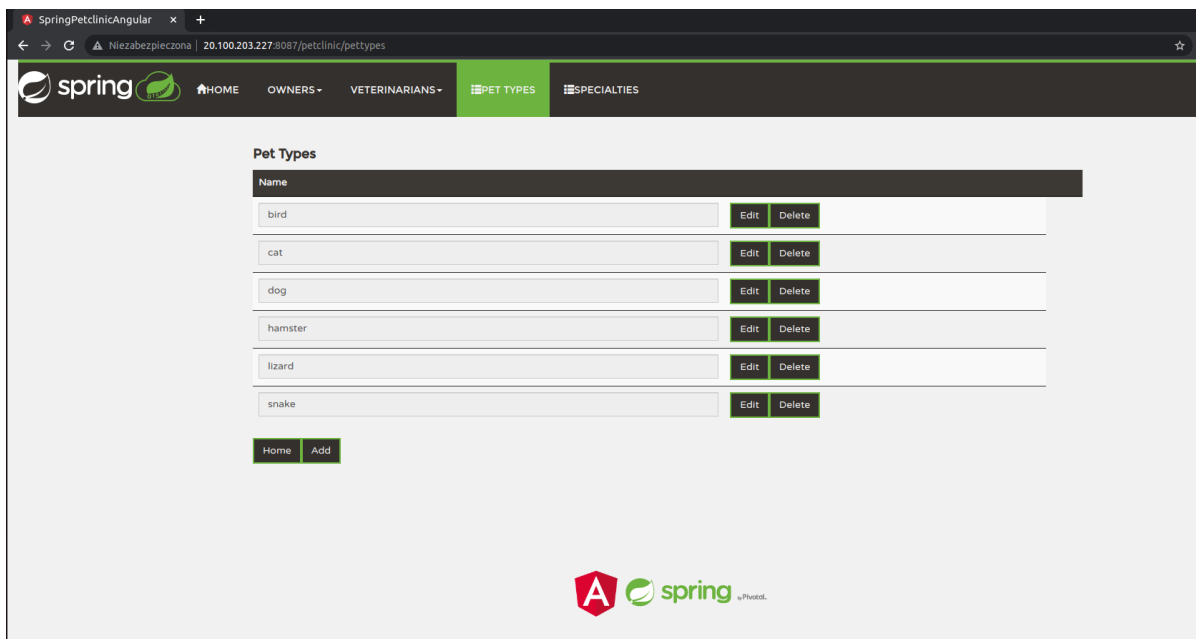 SpringPetclinicAngular
Niezabezpieczona | 20.100.203.227:8087/petclinic/pettypes
spring HOME OWNERS VETERINARIANS PET TYPES SPECIALTIES
Pet Types
Name
bird Edit Delete
cat Edit Delete
dog Edit Delete
hamster Edit Delete
lizard Edit Delete
snake Edit Delete
Home Add
A spring by Pivotal.